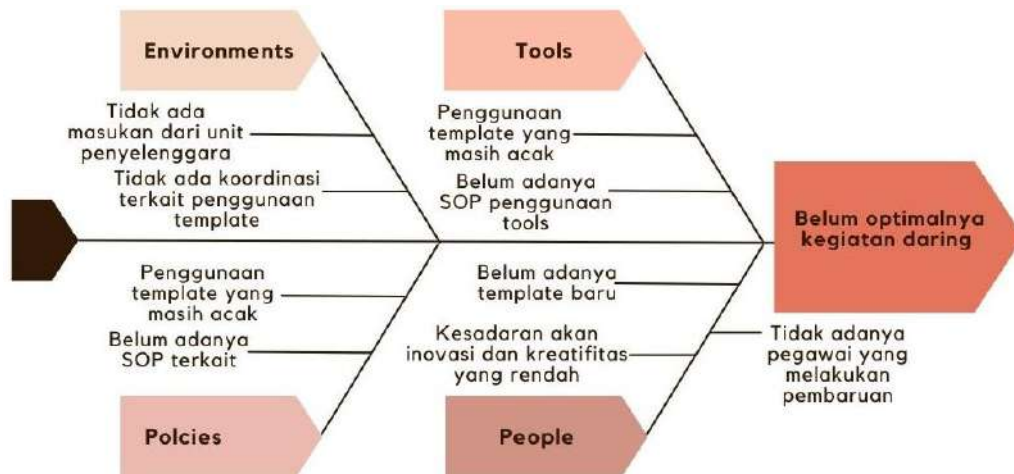 Environments
Tools
Tidak ada
masukan dari unit
penyelenggara
Tidak ada koordinasi
terkait penggunaan
template
Penggunaan
template yang
masih acak
Belum adanya
SOP penggunaan
tools
Belum optimalnya
kegiatan daring
Penggunaan
template yang
masih acak
Belum adanya
SOP terkait
Belum adanya
template baru
Kesadaran akan
inovasi dan kreatifitas
yang rendah
Tidak adanya
pegawai yang
melakukan
pembaruan
Polcies
People